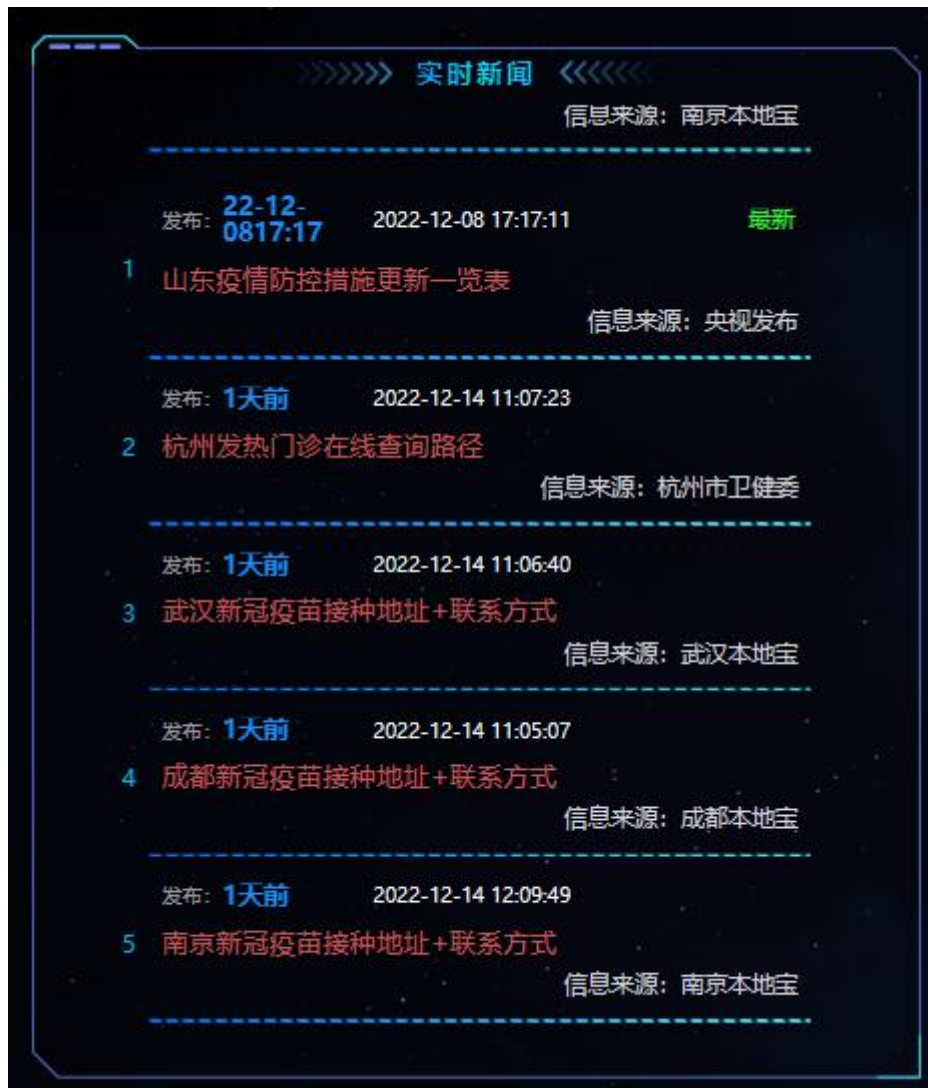 实时新闻
信息来源：南京本地宝
发布：22-12-0817:17 2022-12-08 17:17:11 最新
1 山东疫情防控措施更新一览表
信息来源：央视发布
发布：1天前 2022-12-14 11:07:23
2 杭州发热门诊在线查询路径
信息来源：杭州市卫健委
发布：1天前 2022-12-14 11:06:40
3 武汉新冠疫苗接种地址+联系方式
信息来源：武汉本地宝
发布：1天前 2022-12-14 11:05:07
4 成都新冠疫苗接种地址+联系方式
信息来源：成都本地宝
发布：1天前 2022-12-14 12:09:49
5 南京新冠疫苗接种地址+联系方式
信息来源：南京本地宝